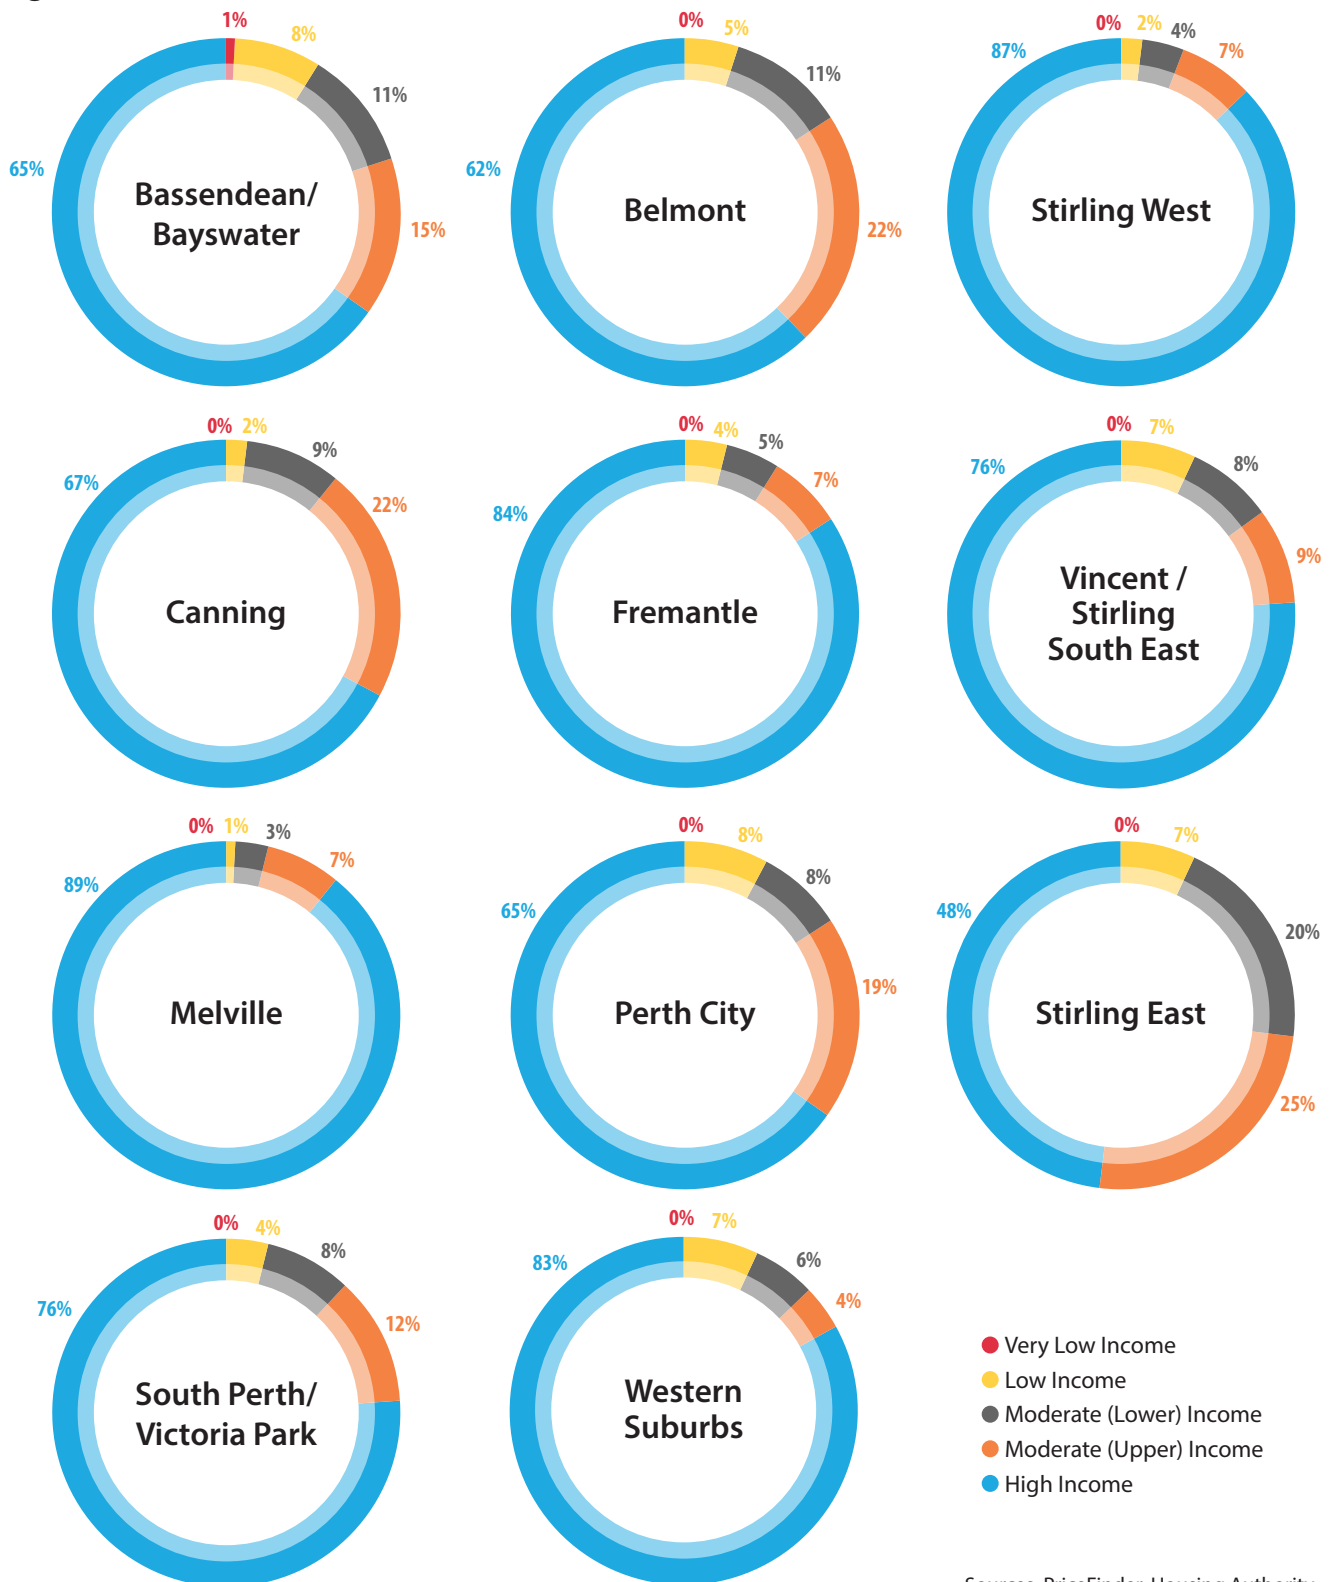 1%
8%
11%
15%
65%
Bassendean/
Bayswater
0%
5%
11%
22%
62%
Belmont
0%
2%
4%
7%
87%
Stirling West
0%
2%
9%
22%
67%
Canning
0%
4%
5%
7%
84%
Fremantle
0%
7%
8%
9%
76%
Vincent /
Stirling
South East
0%
1%
3%
7%
89%
Melville
0%
8%
8%
19%
65%
Perth City
0%
7%
20%
25%
48%
Stirling East
0%
4%
8%
12%
76%
South Perth/
Victoria Park
0%
7%
6%
4%
83%
Western
Suburbs
Very Low Income
Low Income
Moderate (Lower) Income
Moderate (Upper) Income
High Income